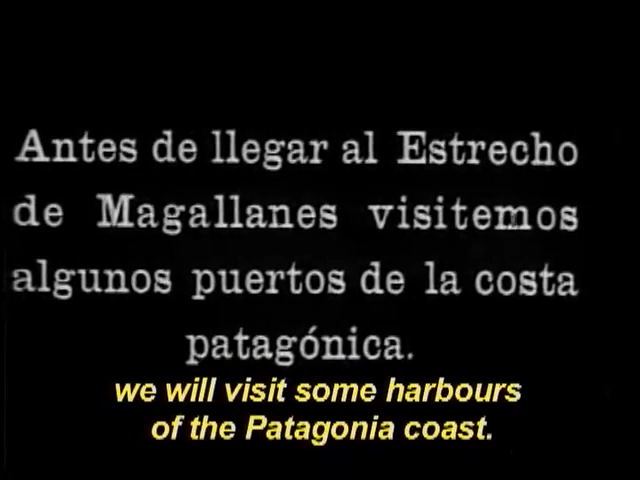 Antes de llegar al Estrecho
de Magallanes visitemos
algunos puertos de la costa
patagónica.
we will visit some harbours
of the Patagonia coast.